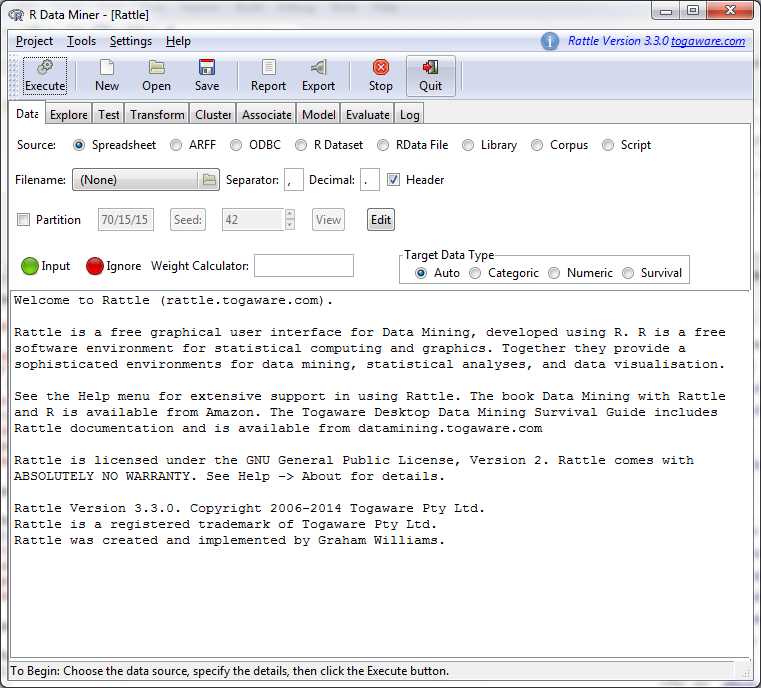 R Data Miner - [Rattle]
Project Tools Settings Help Rattle Version 3.3.0 togaware.com
Execute New Open Save Report Export Stop Quit
Data Explore Test Transform Cluster Associate Model Evaluate Log
Source: Spreadsheet ARFF ODBC R Dataset RData File Library Corpus Script
Filename: (None) Separator: , Decimal: . Header
Partition 70/15/15 Seed: 42 View Edit
Target Data Type
Input Ignore Weight Calculator: Auto Categoric Numeric Survival
Welcome to Rattle (rattle.togaware.com).
Rattle is a free graphical user interface for Data Mining, developed using R. R is a free
software environment for statistical computing and graphics. Together they provide a
sophisticated environments for data mining, statistical analyses, and data visualisation.
See the Help menu for extensive support in using Rattle. The book Data Mining with Rattle
and R is available from Amazon. The Togaware Desktop Data Mining Survival Guide includes
Rattle documentation and is available from datamining.togaware.com
Rattle is licensed under the GNU General Public License, Version 2. Rattle comes with
ABSOLUTELY NO WARRANTY. See Help -> About for details.
Rattle Version 3.3.0. Copyright 2006-2014 Togaware Pty Ltd.
Rattle is a registered trademark of Togaware Pty Ltd.
Rattle was created and implemented by Graham Williams.
To Begin: Choose the data source, specify the details, then click the Execute button.